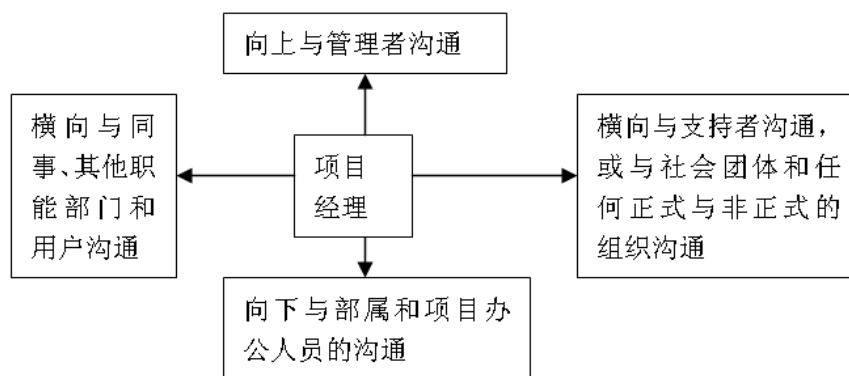 向上与管理者沟通
横向与同
事、其他职
能部门和
用户沟通
项目
经理
横向与支持者沟通，
或与社会团体和任
何正式与非正式的
组织沟通
向下与部属和项目办
公人员的沟通